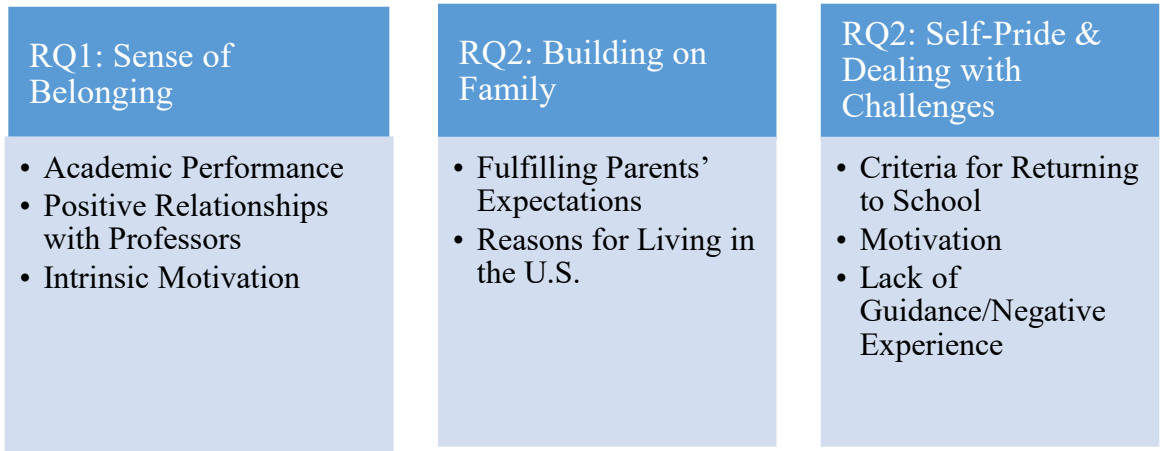 RQ1: Sense of
Belonging
• Academic Performance
• Positive Relationships
with Professors
• Intrinsic Motivation
RQ2: Building on
Family
• Fulfilling Parents’
Expectations
• Reasons for Living in
the U.S.
RQ2: Self-Pride &
Dealing with
Challenges
• Criteria for Returning
to School
• Motivation
• Lack of
Guidance/Negative
Experience